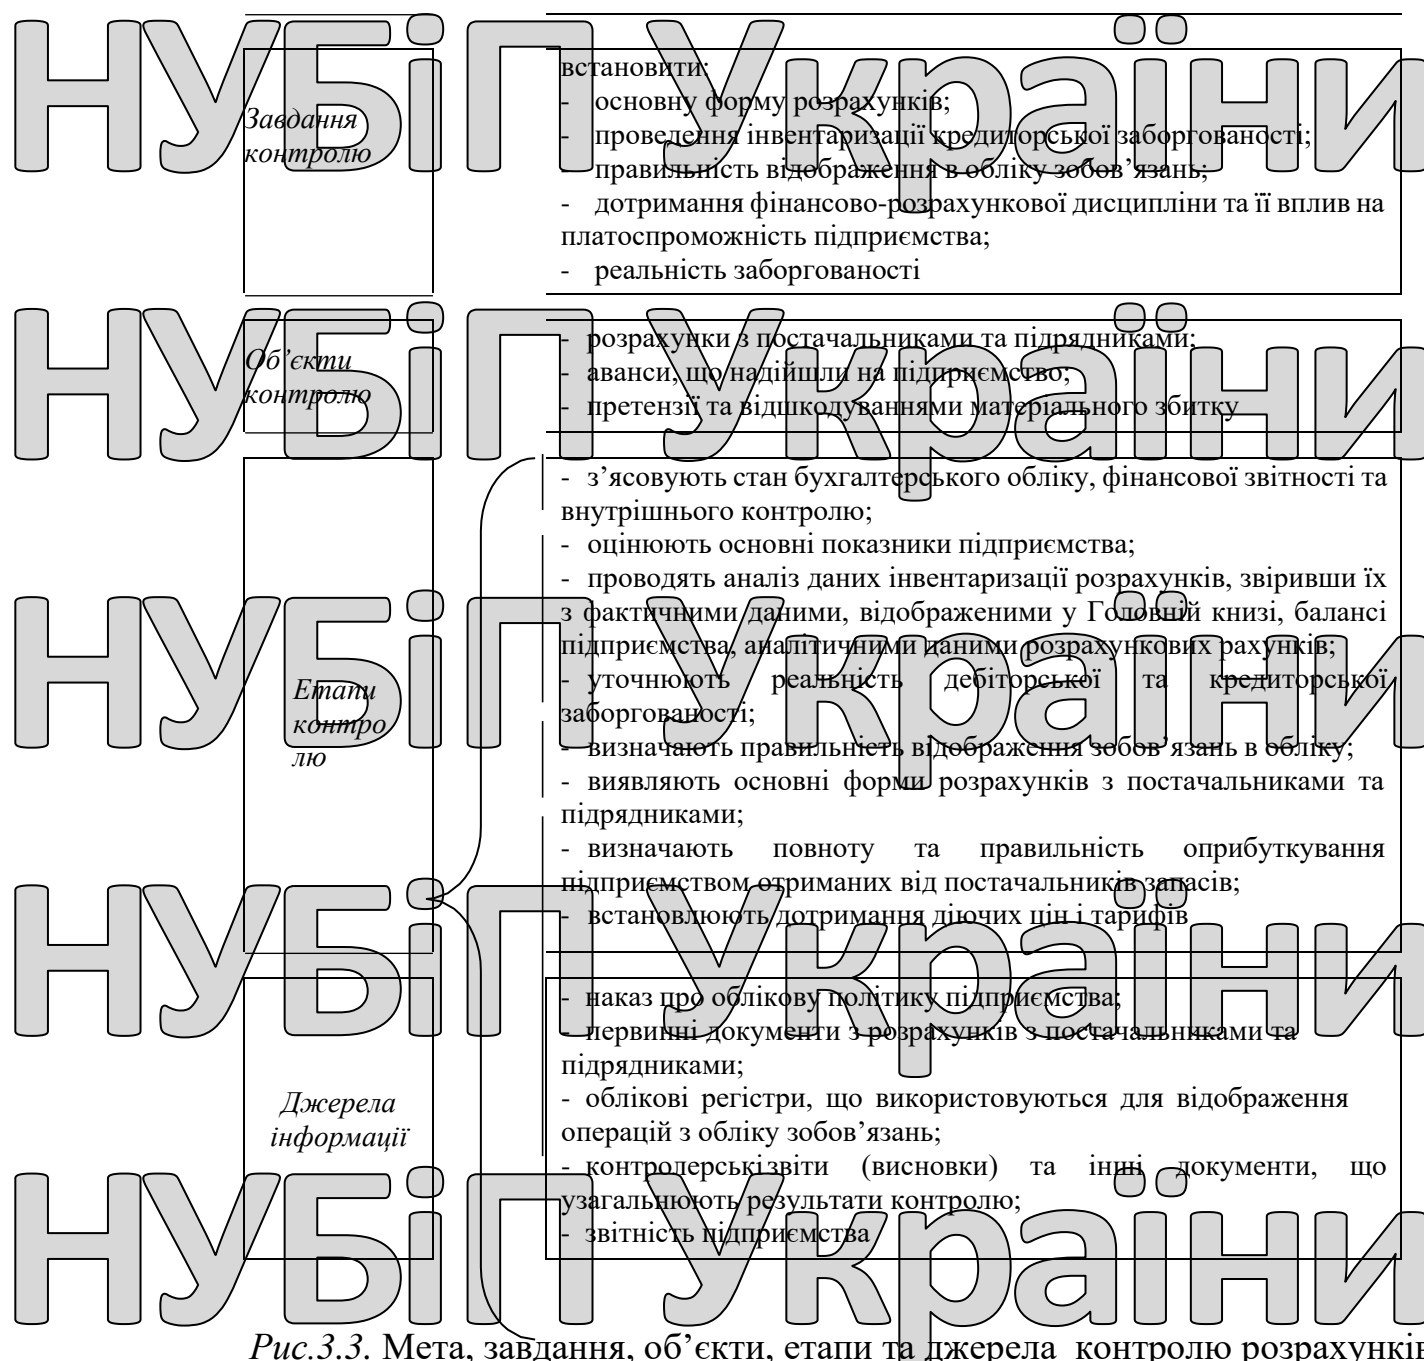 НУБіП України
встановити:
- основну форму розрахунків;
Завдання
- проведення інвентаризації кредиторської заборгованості;
контролю
- правильність відображення в обліку зобов’язань;
- дотримання фінансово-розрахункової дисципліни та її вплив на
платоспроможність підприємства;
- реальність заборгованості
НУБіП України
- розрахунки з постачальниками та підрядниками;
Об’єкти
- аванси, що надійшли на підприємство;
контролю
- претензії та відшкодуваннями матеріального збитку
- з’ясовують стан бухгалтерського обліку, фінансової звітності та
внутрішнього контролю;
- оцінюють основні показники підприємства;
- проводять аналіз даних інвентаризації розрахунків, звіривши їх
з фактичними даними, відображеними у Головній книзі, балансі
підприємства, аналітичними даними розрахункових рахунків;
НУБіП України
- уточнюють реальність дебіторської та кредиторської
заборгованості;
Етапи
контро
лю
- визначають правильність відображення зобов’язань в обліку;
- виявляють основні форми розрахунків з постачальниками та
підрядниками;
- визначають повноту та правильність оприбуткування
підприємством отриманих від постачальників запасів;
- встановлюють дотримання діючих цін і тарифів
НУБіП України
- наказ про облікову політику підприємства;
- первинні документи з розрахунків з постачальниками та
підрядниками;
Джерела
інформації
- облікові регістри, що використовуються для відображення
операцій з обліку зобов’язань;
- контролерськізвіти (висновки) та інші документи, що
узагальнюють результати контролю;
- звітність підприємства
НУБіП України
Рис.3.3. Мета, завдання, об’єкти, етапи та джерела контролю розрахунків